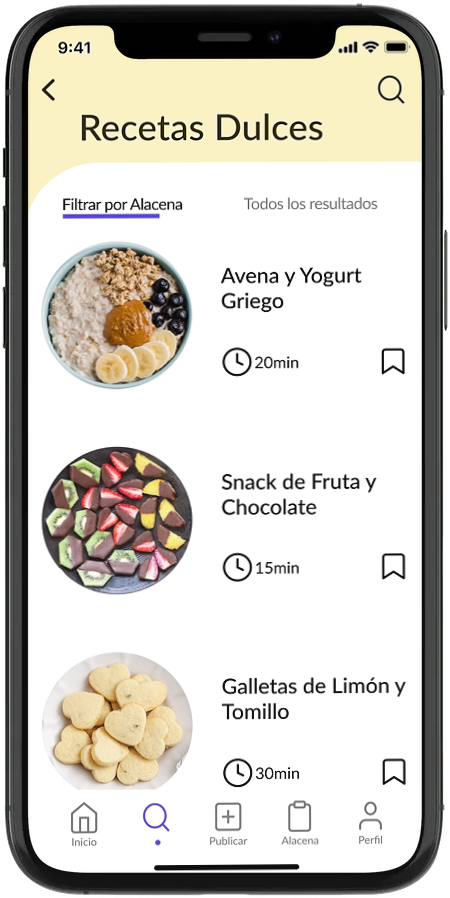 9:41
Recetas Dulces
Filtrar por Alacena
Todos los resultados
Avena y Yogurt
Griego
20min
Snack de Fruta y
Chocolate
15min
Galletas de Limón y
Tomillo
30min
Inicio
Publicar
Alacena
Perfil